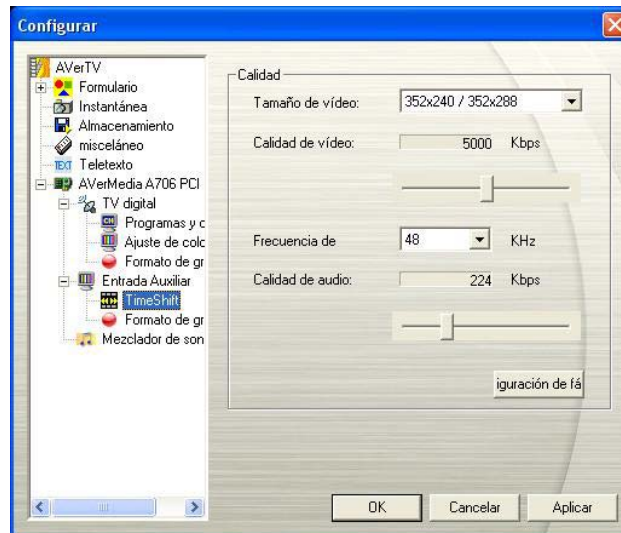 Configurar
AVerTV
Formulario
Instantánea
Almacenamiento
misceláneo
TEXT Teletexto
AVerMedia A706 PCI
TV digital
CH Programas y c
Ajuste de colc
Formato de gr
Entrada Auxiliar
TimeShift
Formato de gr
Mezclador de son
Calidad
Tamaño de vídeo: 352x240 / 352x288
Calidad de vídeo: 5000 Kbps
Frecuencia de 48 KHz
Calidad de audio: 224 Kbps
iguración de fá
OK Cancelar Aplicar